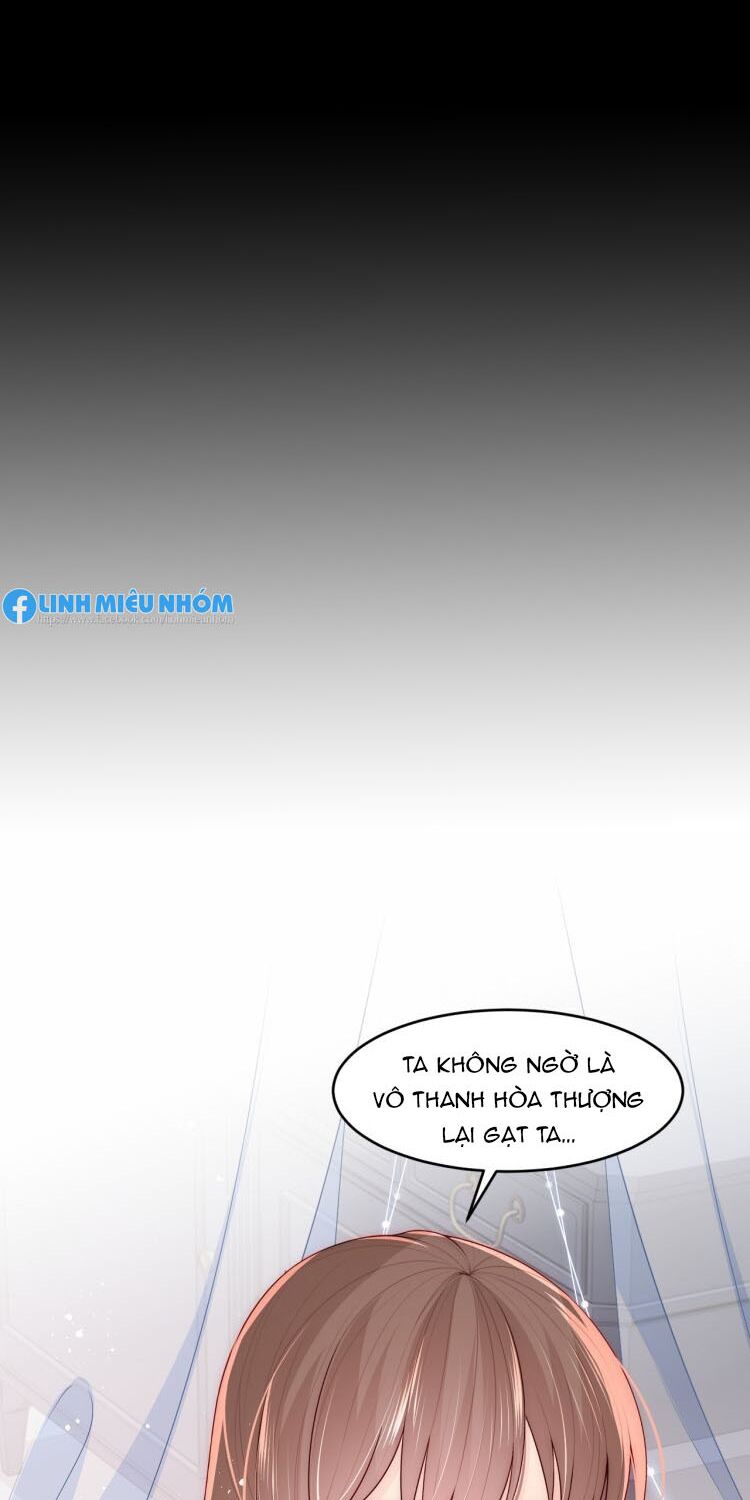 LINH MIÊU NHÓM
TA KHÔNG NGỜ LÀ
VÔ THANH HÒA THƯỢNG
LẠI GẠT TA...